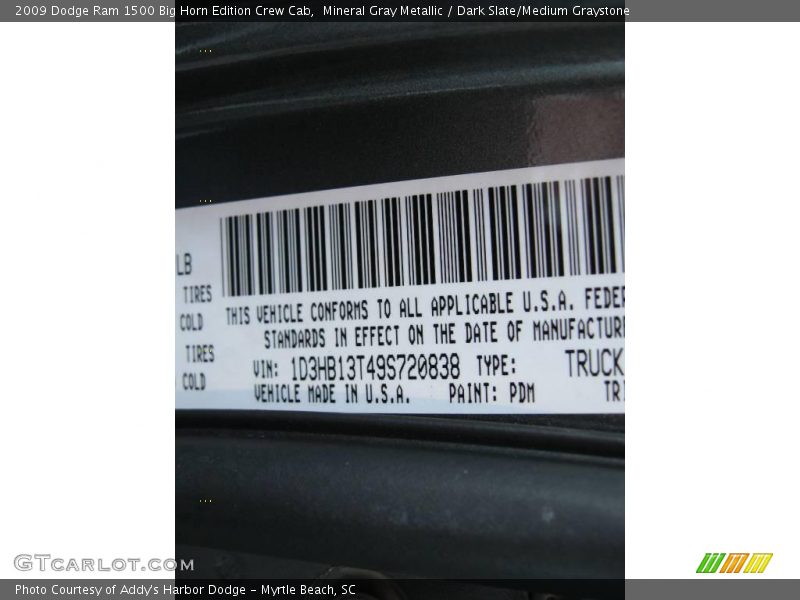 2009 Dodge Ram 1500 Big Horn Edition Crew Cab,  Mineral Gray Metallic / Dark Slate/Medium Graystone
LB
TIRES
COLD
TIRES
COLD
THIS VEHICLE CONFORMS TO ALL APPLICABLE U.S.A. FEDER
STANDARDS IN EFFECT ON THE DATE OF MANUFACTUR
VIN: 1D3HB13T49S720838 TYPE: TRUCK
VEHICLE MADE IN U.S.A. PAINT: PDM TRI
GTCARLOT.COM
Photo Courtesy of Addy's Harbor Dodge - Myrtle Beach, SC